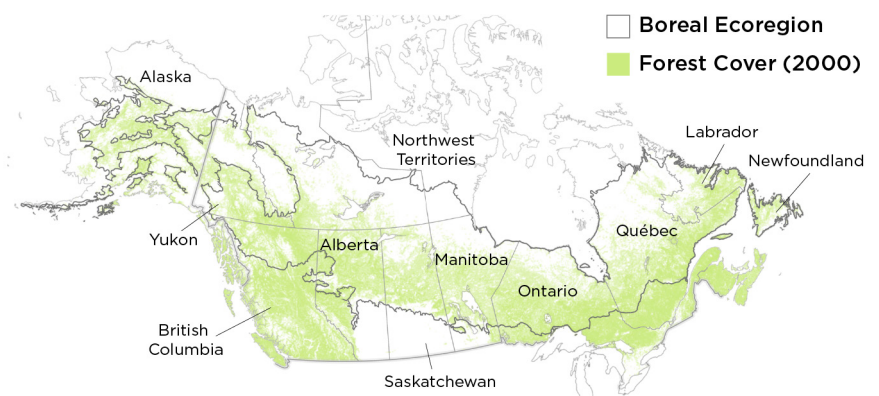 Boreal Ecoregion
Forest Cover (2000)
Alaska
Northwest
Territories
Labrador
Newfoundland
Yukon
Alberta
Manitoba
Québec
Ontario
British
Columbia
Saskatchewan